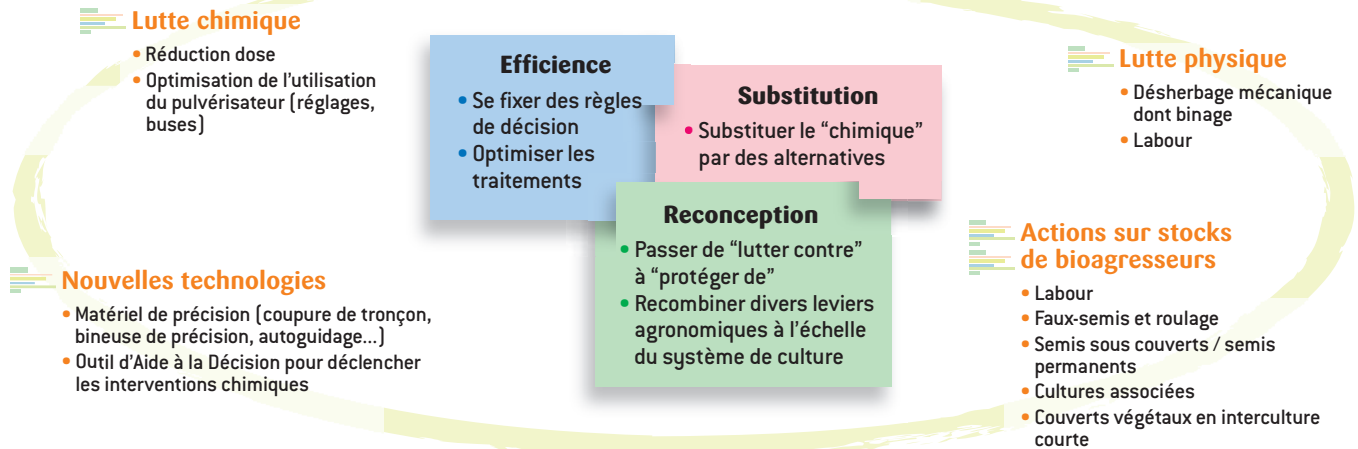 Lutte chimique
• Réduction dose
• Optimisation de l'utilisation
du pulvérisateur (réglages,
buses)
Efficience
• Se fixer des règles
de décision
• Optimiser les
traitements
Substitution
• Substituer le “chimique”
par des alternatives
Reconception
• Passer de “lutter contre”
à “protéger de”
• Recombiner divers leviers
agronomiques à l'échelle
du système de culture
Lutte physique
• Désherbage mécanique
dont binage
• Labour
Nouvelles technologies
• Matériel de précision (coupure de tronçon,
bineuse de précision, autoguidage...)
• Outil d'Aide à la Décision pour déclencher
les interventions chimiques
Actions sur stocks
de bioagresseurs
• Labour
• Faux-semis et roulage
• Semis sous couverts / semis
permanents
• Cultures associées
• Couverts végétaux en interculture
courte